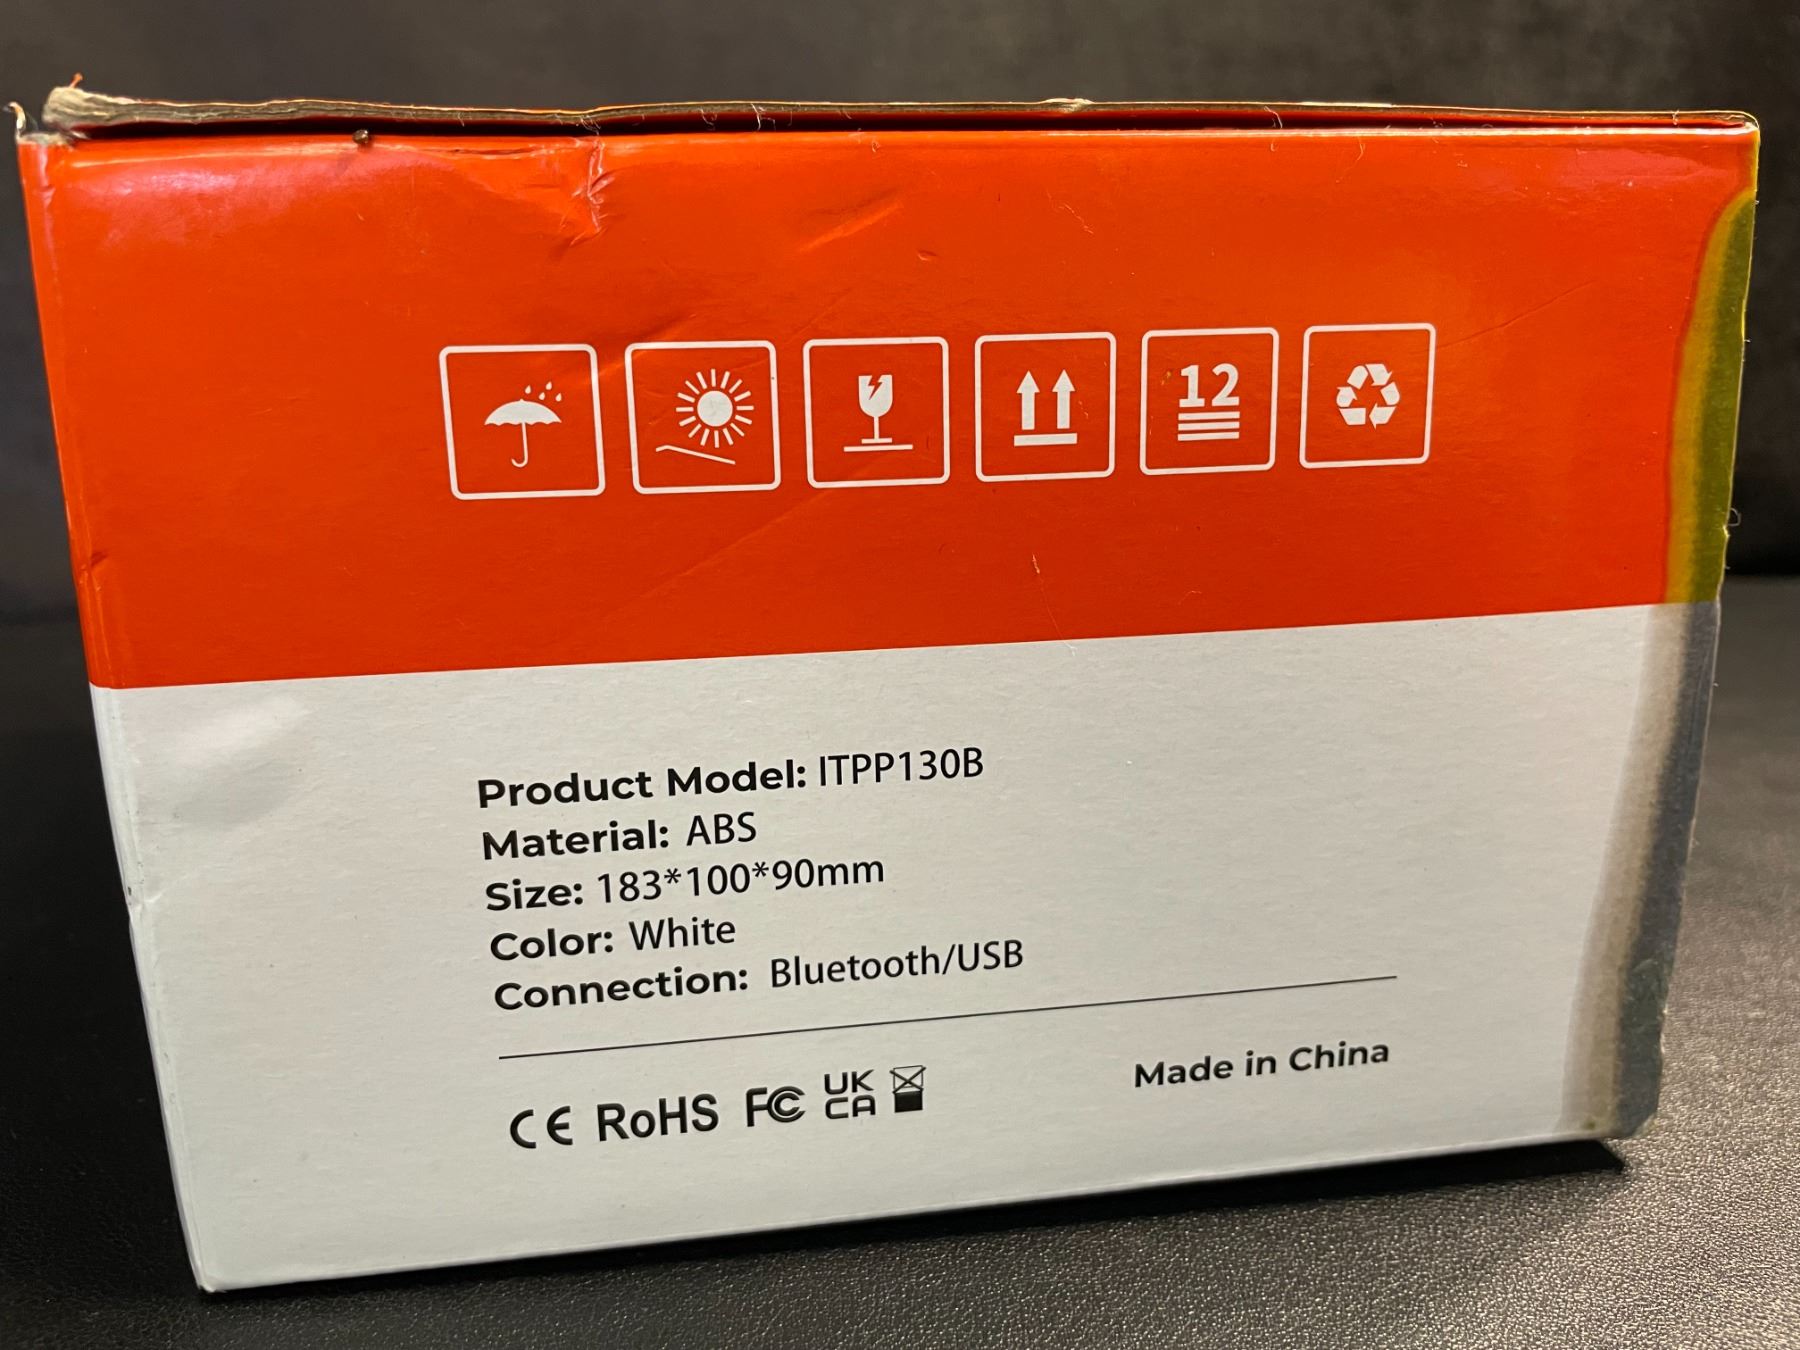 12
Product Model: ITPP130B
Material: ABS
Size: 183*100*90mm
Color: White
Connection: Bluetooth/USB
CE RoHS FC UK CA
Made in China